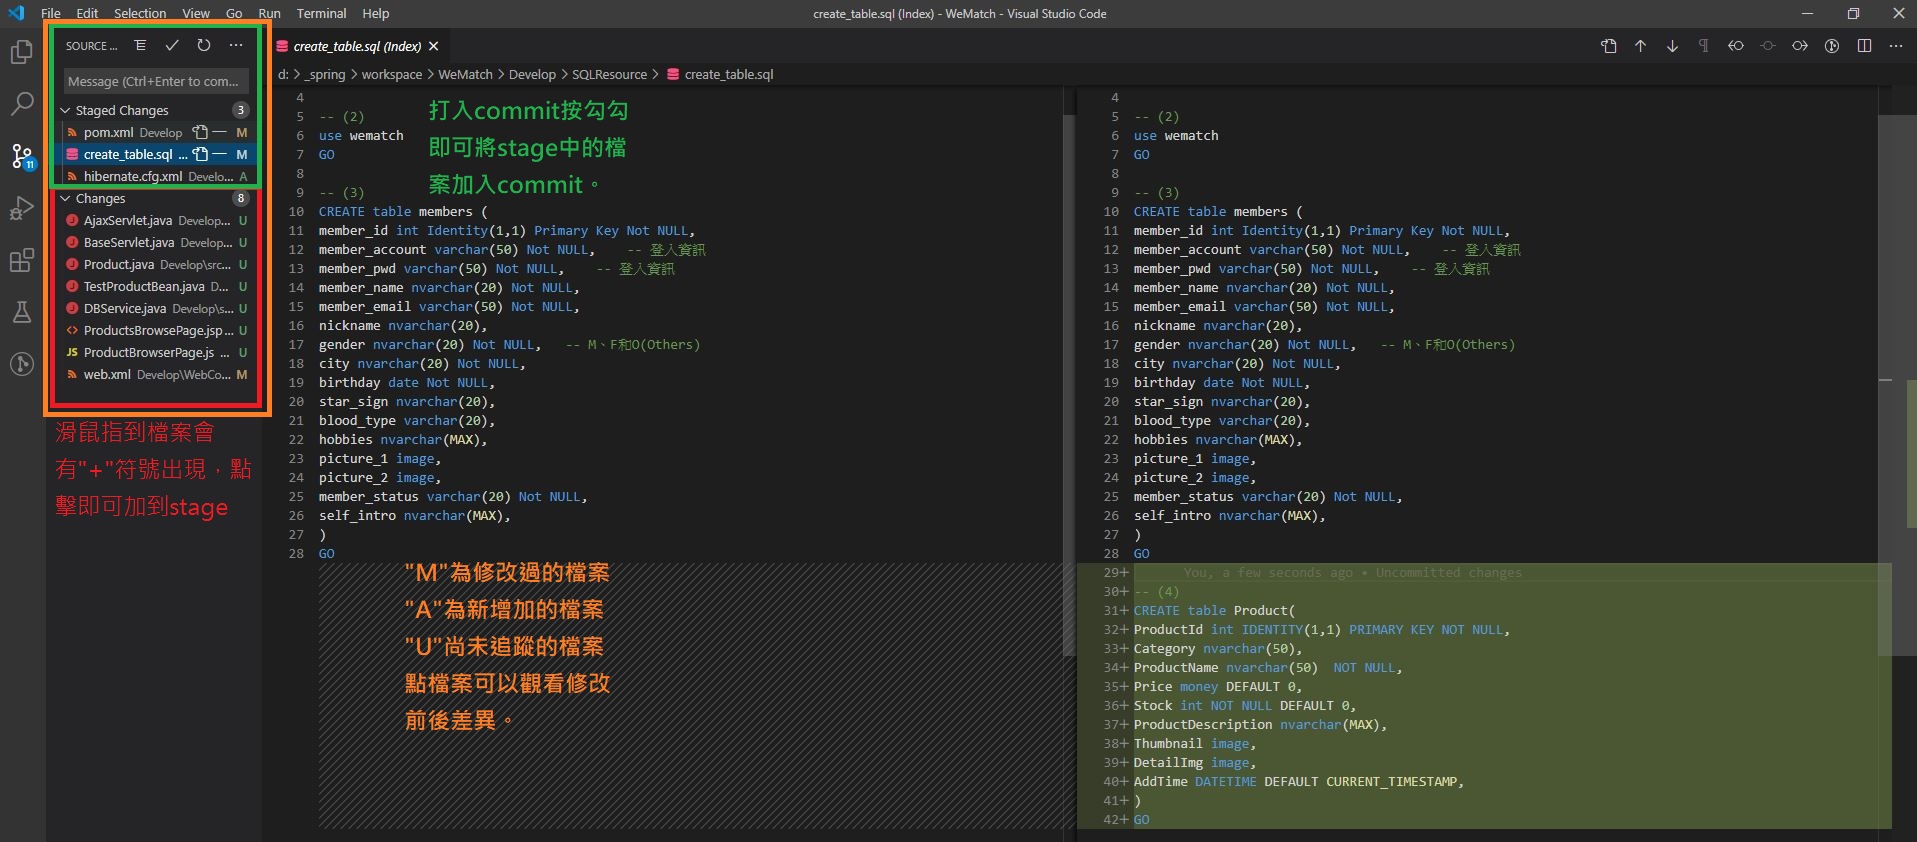 File Edit Selection View Go Run Terminal Help
create_table.sql (Index) - WeMatch - Visual Studio Code
SOURCE ...
Message (Ctrl+Enter to com...
Staged Changes 3
pom.xml Develop M
create_table.sql ... M
hibernate.cfg.xml Develo... A
Changes 8
AjaxServlet.java Develop... U
BaseServlet.java Develop... U
Product.java Develop\src... U
TestProductBean.java D... U
DBService.java Develop\s... U
ProductsBrowsePage.jsp ... U
JS ProductBrowserPage.js ... U
web.xml Develop\WebCo... M
11
滑鼠指到檔案會
有"+"符號出現,點
擊即可加到stage
create_table.sql (Index)
d: > _spring > workspace > WeMatch > Develop > SQLResource > create_table.sql
打入commit按勾勾
即可將stage中的檔
案加入commit。
4
5 -- (2)
6 use wematch
7 GO
8
9 -- (3)
10 CREATE table members (
11 member_id int Identity(1,1) Primary Key Not NULL,
12 member_account varchar(50) Not NULL, -- 登入資訊
13 member_pwd varchar(50) Not NULL, -- 登入資訊
14 member_name nvarchar(20) Not NULL,
15 member_email varchar(50) Not NULL,
16 nickname nvarchar(20),
17 gender nvarchar(20) Not NULL, -- M、F和O(Others)
18 city nvarchar(20) Not NULL,
19 birthday date Not NULL,
20 star_sign nvarchar(20),
21 blood_type varchar(20),
22 hobbies nvarchar(MAX),
23 picture_1 image,
24 picture_2 image,
25 member_status varchar(20) Not NULL,
26 self_intro nvarchar(MAX),
27 )
28 GO
"M"為修改過的檔案
"A"為新增加的檔案
"U"尚未追蹤的檔案
點檔案可以觀看修改
前後差異。
4
5 -- (2)
6 use wematch
7 GO
8
9 -- (3)
10 CREATE table members (
11 member_id int Identity(1,1) Primary Key Not NULL,
12 member_account varchar(50) Not NULL, -- 登入資訊
13 member_pwd varchar(50) Not NULL, -- 登入資訊
14 member_name nvarchar(20) Not NULL,
15 member_email varchar(50) Not NULL,
16 nickname nvarchar(20),
17 gender nvarchar(20) Not NULL, -- M、F和O(Others)
18 city nvarchar(20) Not NULL,
19 birthday date Not NULL,
20 star_sign nvarchar(20),
21 blood_type varchar(20),
22 hobbies nvarchar(MAX),
23 picture_1 image,
24 picture_2 image,
25 member_status varchar(20) Not NULL,
26 self_intro nvarchar(MAX),
27 )
28 GO
29+ You, a few seconds ago • Uncommitted changes
30+ -- (4)
31+ CREATE table Product(
32+ ProductId int IDENTITY(1,1) PRIMARY KEY NOT NULL,
33+ Category nvarchar(50),
34+ ProductName nvarchar(50) NOT NULL,
35+ Price money DEFAULT 0,
36+ Stock int NOT NULL DEFAULT 0,
37+ ProductDescription nvarchar(MAX),
38+ Thumbnail image,
39+ DetailImg image,
40+ AddTime DATETIME DEFAULT CURRENT_TIMESTAMP,
41+ )
42+ GO